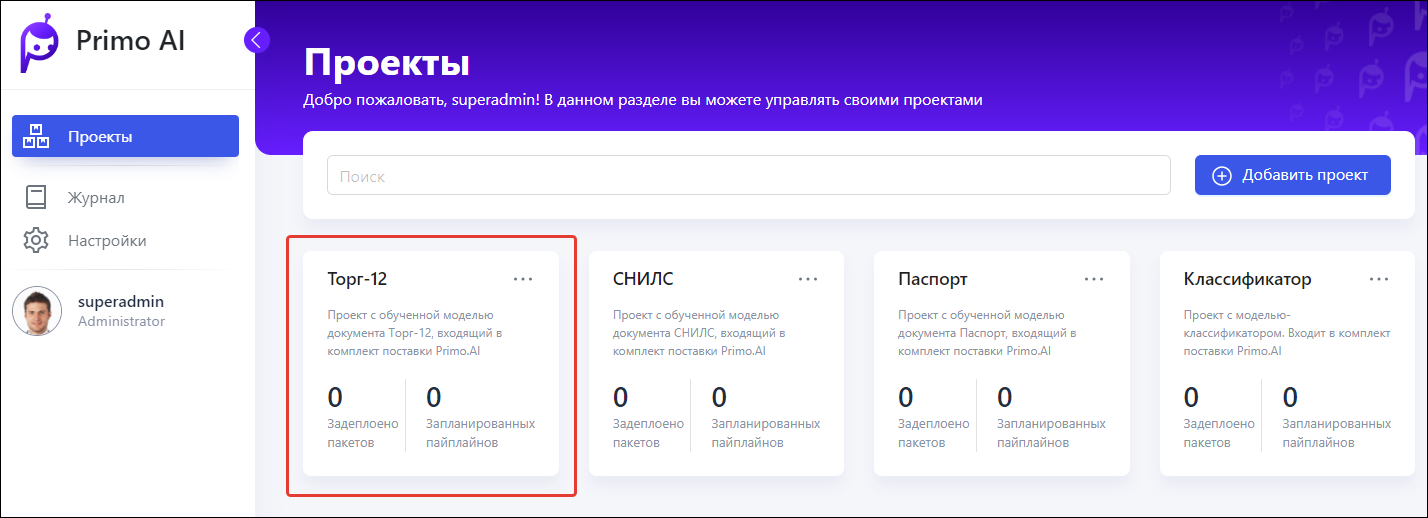 Primo AI
Проекты
Журнал
Настройки
superadmin
Administrator
Проекты
Добро пожаловать, superadmin! В данном разделе вы можете управлять своими проектами
Поиск
Добавить проект
Торг-12
Проект с обученной моделью
документа Торг-12, входящий в
комплект поставки Primo.AI
0
Задеплоено
пакетов
0
Запланированных
пайплайнов
СНИЛС
Проект с обученной моделью
документа СНИЛС, входящий в
комплект поставки Primo.AI
0
Задеплоено
пакетов
0
Запланированных
пайплайнов
Паспорт
Проект с обученной моделью
документа Паспорт, входящий в
комплект поставки Primo.AI
0
Задеплоено
пакетов
0
Запланированных
пайплайнов
Классификатор
Проект с моделью-
классификатором. Входит в комплект
поставки Primo.AI
0
Задеплоено
пакетов
0
Запланированных
пайплайнов